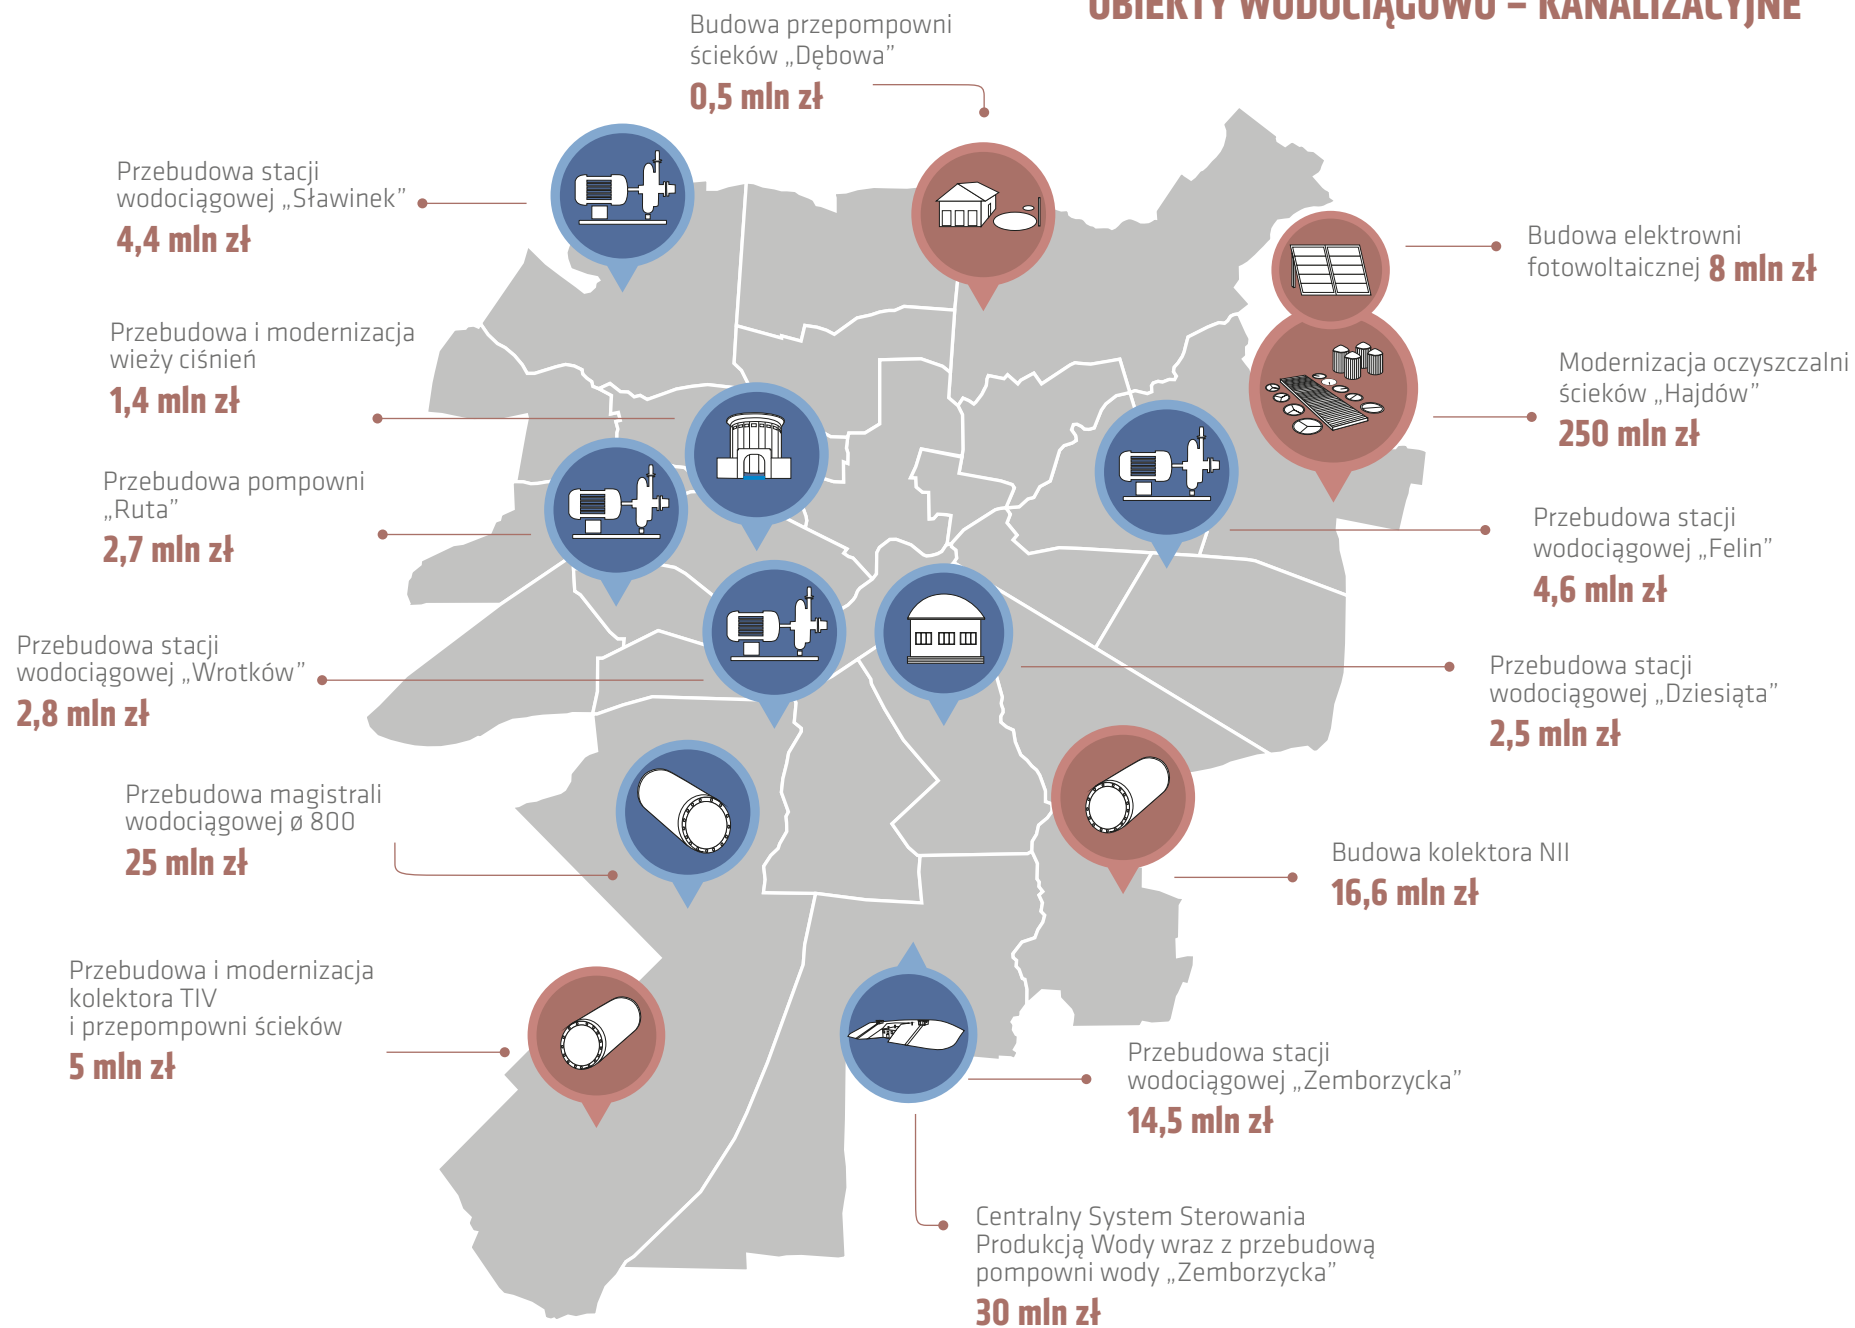 OBIEKTY WODOCIĄGOWO – KANALIZACYJNE
Budowa przepompowni
ścieków „Dębowa”
0,5 mln zł
Przebudowa stacji
wodociągowej „Sławinek”
4,4 mln zł
Budowa elektrowni
fotowoltaicznej 8 mln zł
Przebudowa i modernizacja
wieży ciśnień
1,4 mln zł
Modernizacja oczyszczalni
ścieków „Hajdów”
250 mln zł
Przebudowa pompowni
„Ruta”
2,7 mln zł
Przebudowa stacji
wodociągowej „Felin”
4,6 mln zł
Przebudowa stacji
wodociągowej „Wrotków”
2,8 mln zł
Przebudowa stacji
wodociągowej „Dziesiąta”
2,5 mln zł
Przebudowa magistrali
wodociągowej ø 800
25 mln zł
Budowa kolektora NII
16,6 mln zł
Przebudowa i modernizacja
kolektora TIV
i przepompowni ścieków
5 mln zł
Przebudowa stacji
wodociągowej „Zemborzycka”
14,5 mln zł
Centralny System Sterowania
Produkcją Wody wraz z przebudową
pompowni wody „Zemborzycka”
30 mln zł